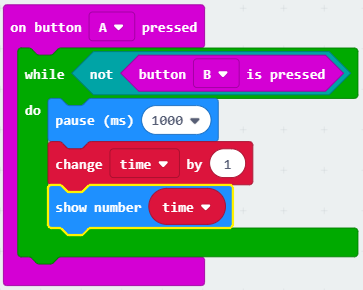 on button A pressed
while not button B is pressed
do
pause (ms) 1000
change time by 1
show number time